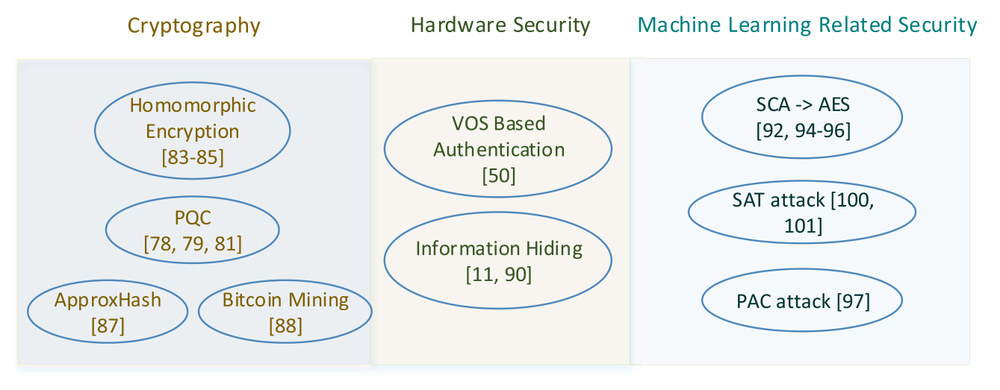 Cryptography
Hardware Security
Machine Learning Related Security
Homomorphic
Encryption
[83-85]
PQC
[78, 79, 81]
ApproxHash
[87]
Bitcoin Mining
[88]
VOS Based
Authentication
[50]
Information Hiding
[11, 90]
SCA -> AES
[92, 94-96]
SAT attack [100,
101]
PAC attack [97]